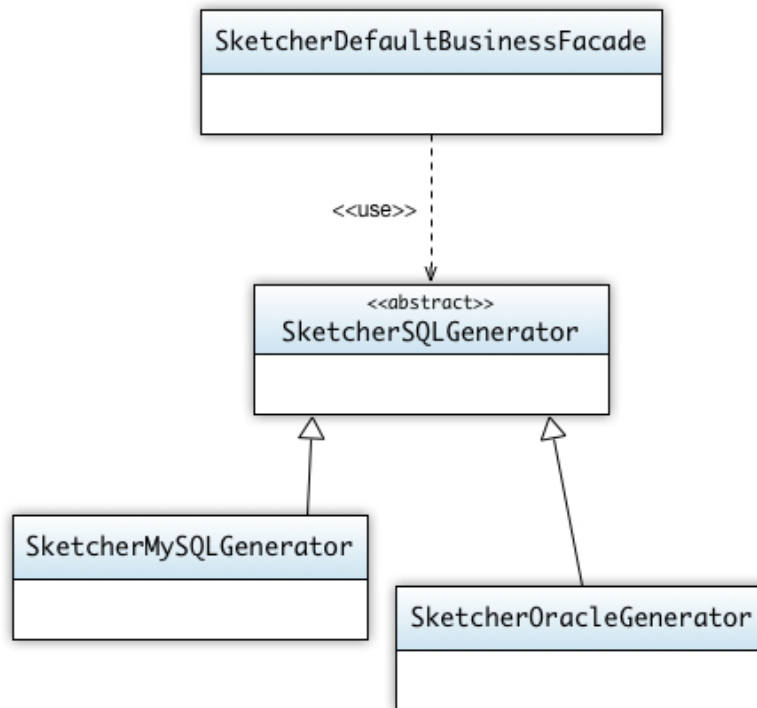 SketcherDefaultBusinessFacade
<<use>>
<<abstract>>
SketcherSQLGenerator
SketcherMySQLGenerator
SketcherOracleGenerator